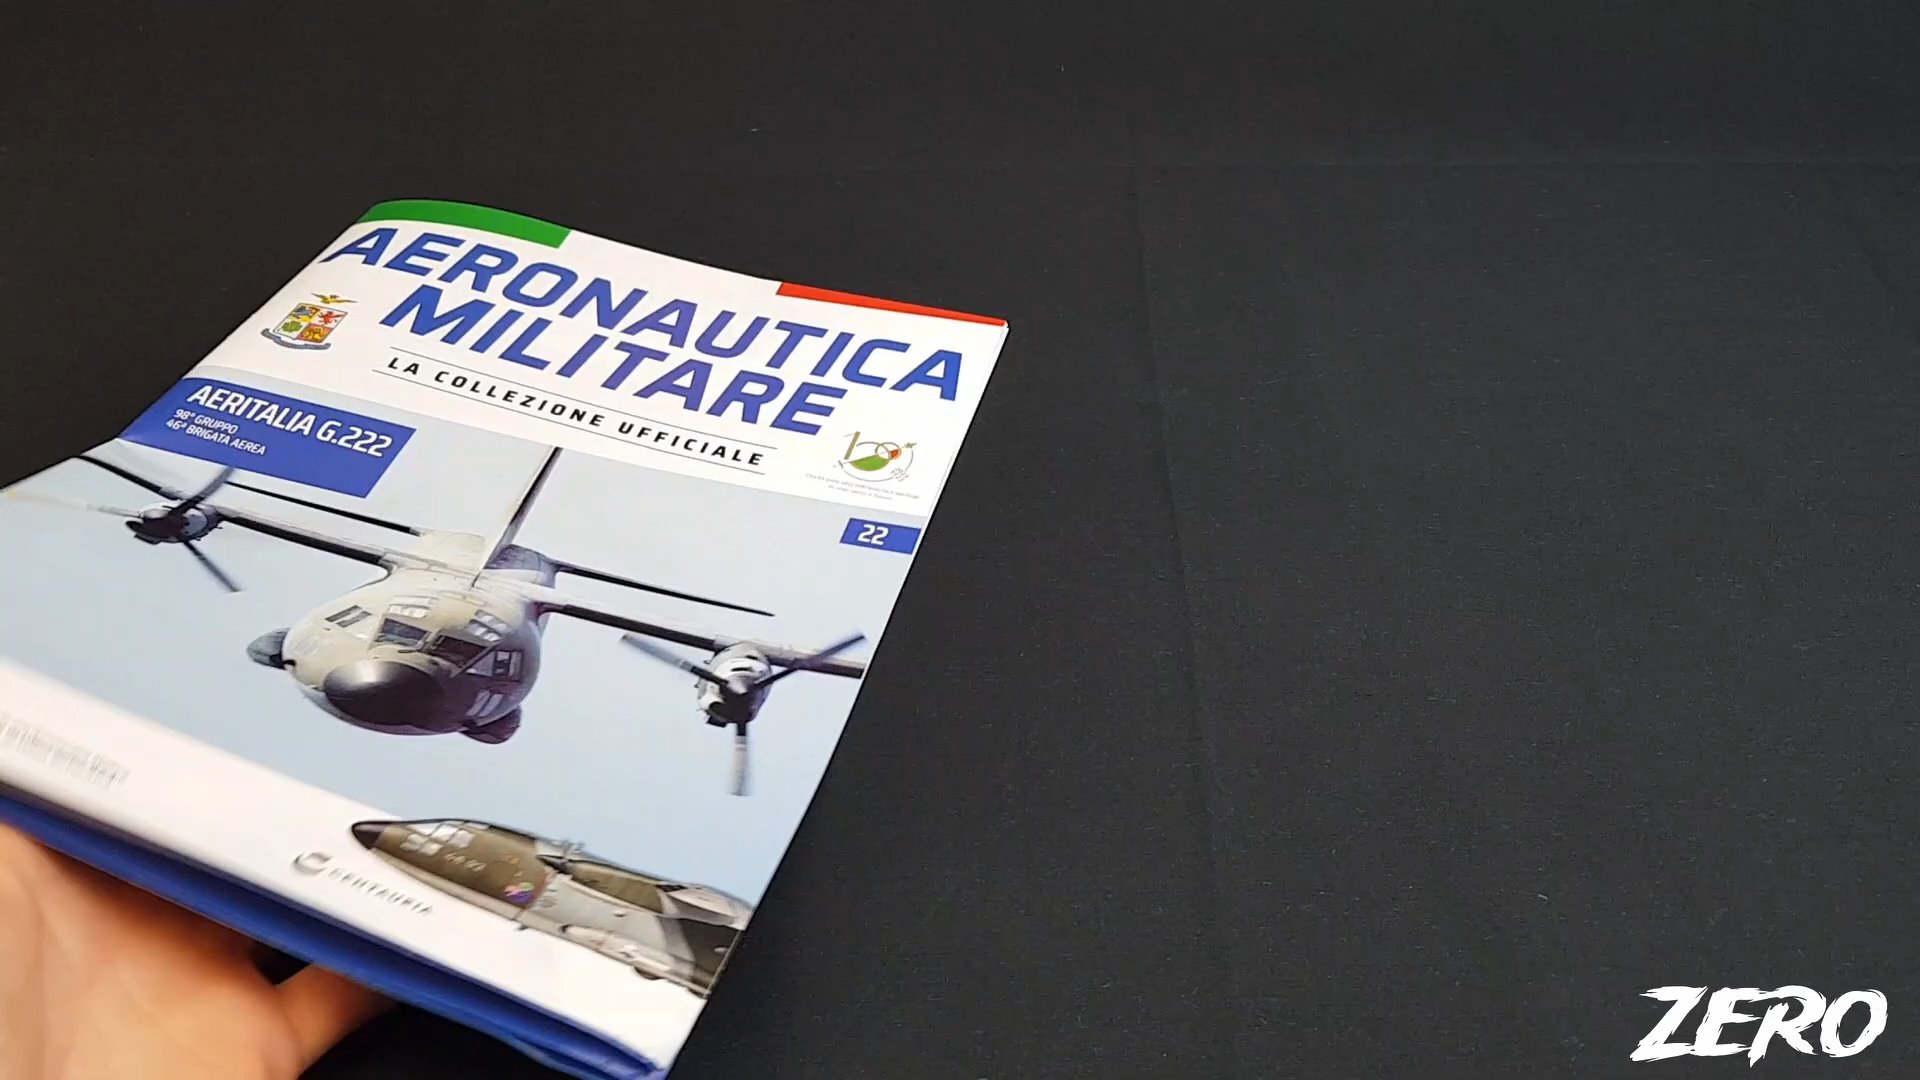 AERONAUTICA
MILITARE
LA COLLEZIONE UFFICIALE
AERITALIA G.222
98° GRUPPO
46ª BRIGATA AEREA
22
CENTAURIA
ZERO